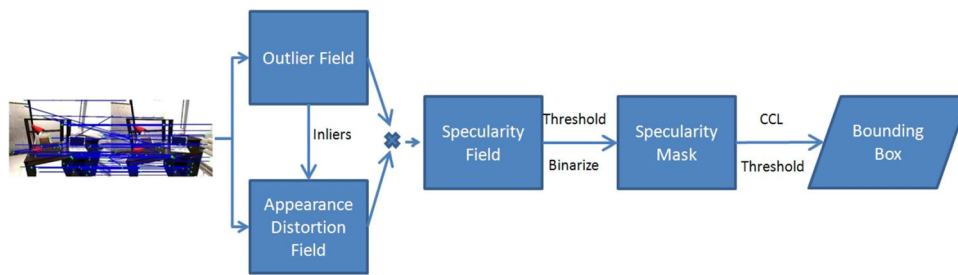 Outlier Field
Inliers
Appearance
Distortion
Field
Specularity
Field
Threshold
Binarize
Specularity
Mask
CCL
Threshold
Bounding
Box